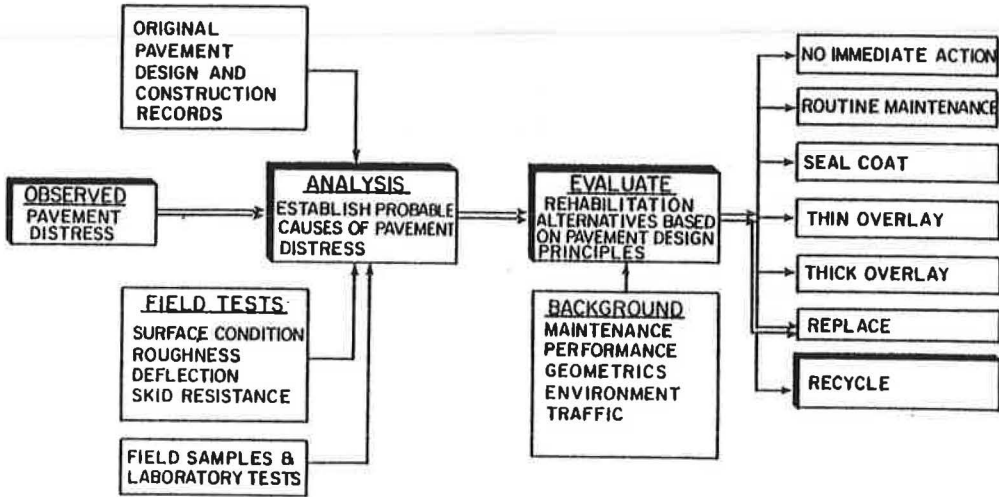 ORIGINAL
PAVEMENT
DESIGN AND
CONSTRUCTION
RECORDS
OBSERVED
PAVEMENT
DISTRESS
ANALYSIS
ESTABLISH PROBABLE
CAUSES OF PAVEMENT
DISTRESS
FIELD TESTS
SURFACE CONDITION
ROUGHNESS
DEFLECTION
SKID RESISTANCE
FIELD SAMPLES &
LABORATORY TESTS
EVALUATE
REHABILITATION
ALTERNATIVES BASED
ON PAVEMENT DESIGN
PRINCIPLES
BACKGROUND
MAINTENANCE
PERFORMANCE
GEOMETRICS
ENVIRONMENT
TRAFFIC
NO IMMEDIATE ACTION
ROUTINE MAINTENANCE
SEAL COAT
THIN OVERLAY
THICK OVERLAY
REPLACE
RECYCLE